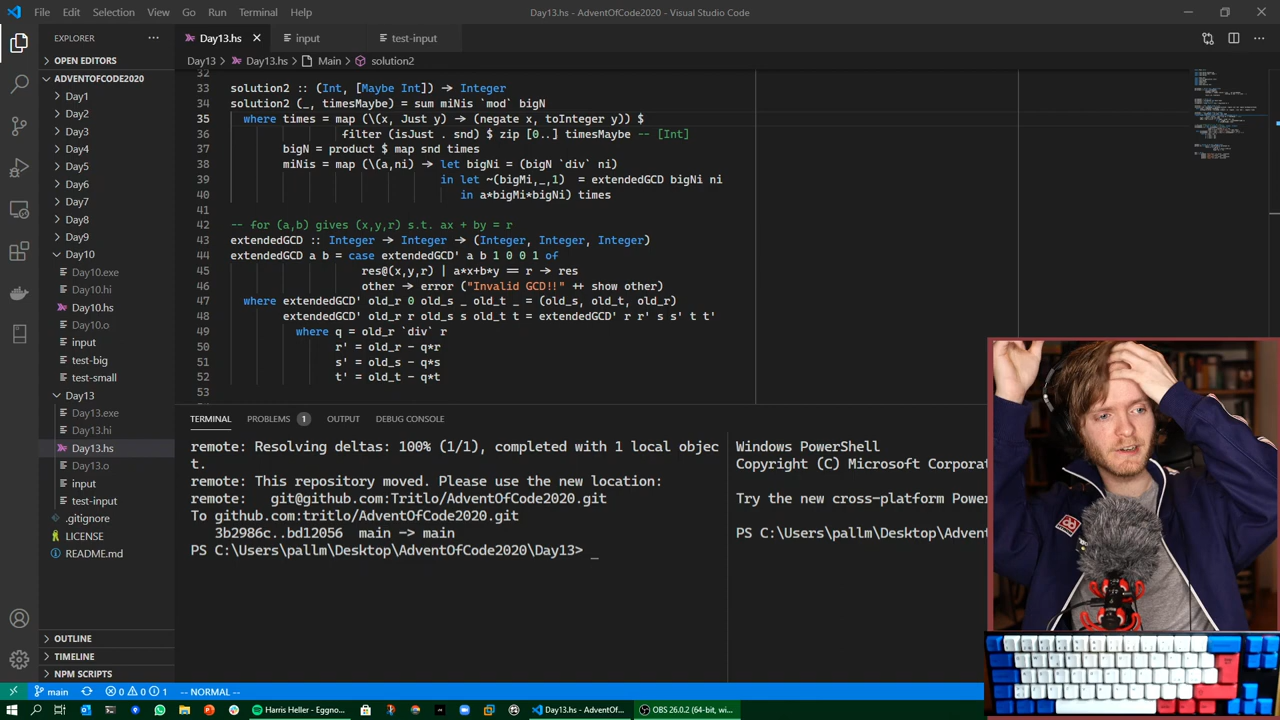 File Edit Selection View Go Run Terminal Help
Day13.hs - AdventOfCode2020 - Visual Studio Code
EXPLORER
Day13.hs
input
test-input
OPEN EDITORS
Day13 > Day13.hs > Main > solution2
ADVENTOFCODE2020
Day1
Day2
Day3
Day4
Day5
Day6
Day7
Day8
Day9
Day10
Day10.exe
Day10.hi
Day10.hs
Day10.o
input
test-big
test-small
Day13
Day13.exe
Day13.hi
Day13.hs
Day13.o
input
test-input
.gitignore
LICENSE
README.md
OUTLINE
TIMELINE
NPM SCRIPTS
32
33 solution2 :: (Int, [Maybe Int]) → Integer
34 solution2 (_, timesMaybe) = sum miNis `mod` bigN
35 where times = map (\(x, Just y) → (negate x, toInteger y)) $
36 filter (isJust . snd) $ zip [0..] timesMaybe -- [Int]
37 bigN = product $ map snd times
38 miNis = map (\(a,ni) → let bigNi = (bigN `div` ni)
39 in let ~(bigMi,_,1) = extendedGCD bigNi ni
40 in a*bigMi*bigNi) times
41
42 -- for (a,b) gives (x,y,r) s.t. ax + by = r
43 extendedGCD :: Integer → Integer → (Integer, Integer, Integer)
44 extendedGCD a b = case extendedGCD' a b 1 0 0 1 of
45 res@(x,y,r) | a*x+b*y == r → res
46 other → error ("Invalid GCD!!" ++ show other)
47 where extendedGCD' old_r 0 old_s _ old_t _ = (old_s, old_t, old_r)
48 extendedGCD' old_r r old_s s old_t t = extendedGCD' r r' s s' t t'
49 where q = old_r `div` r
50 r' = old_r - q*r
51 s' = old_s - q*s
52 t' = old_t - q*t
53
TERMINAL PROBLEMS 1 OUTPUT DEBUG CONSOLE
remote: Resolving deltas: 100% (1/1), completed with 1 local objec
t.
remote: This repository moved. Please use the new location:
remote: git@github.com:Tritlo/AdventOfCode2020.git
To github.com:tritlo/AdventOfCode2020.git
3b2986c..bd12056 main -> main
PS C:\Users\pallm\Desktop\AdventOfCode2020\Day13> _
Windows PowerShell
Copyright (C) Microsoft Corporat
Try the new cross-platform Powe
PS C:\Users\pallm\Desktop\Advent
main 0 0 1 -- NORMAL --
Harris Heller - Eggno...
Day13.hs - AdventOf...
OBS 26.0.2 (64-bit, wi...